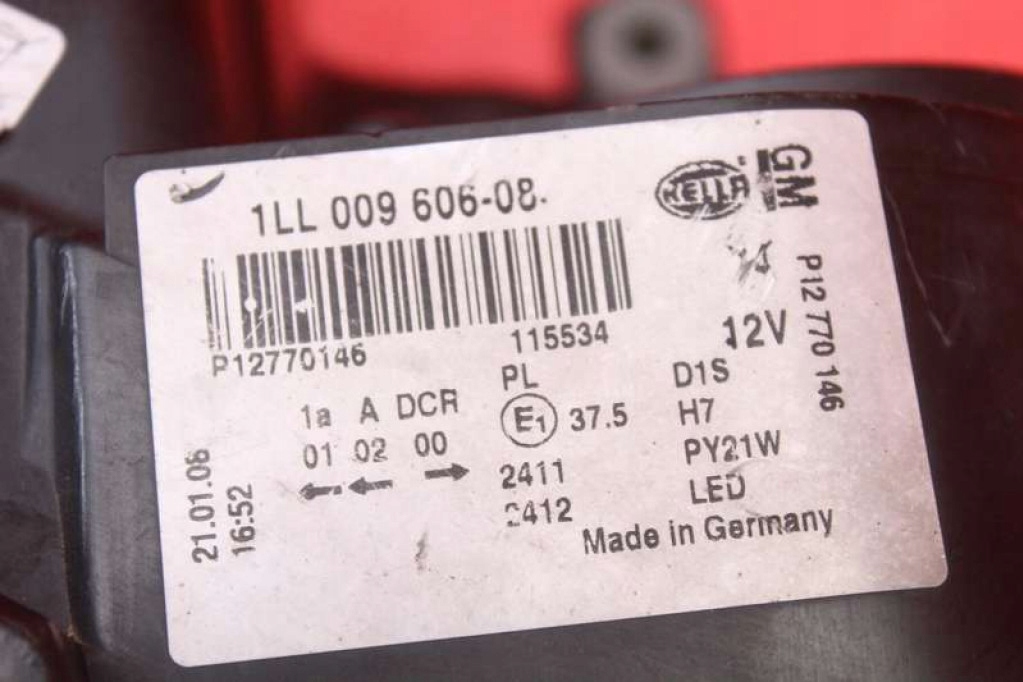 1LL 009 606-08.
HELLA
GM
P12 770 146
P12770146
115534
12V
1a A DCR
01 02 00
PL
E1 37.5
2411
2412
D1S
H7
PY21W
LED
Made in Germany
21.01.06
16:52